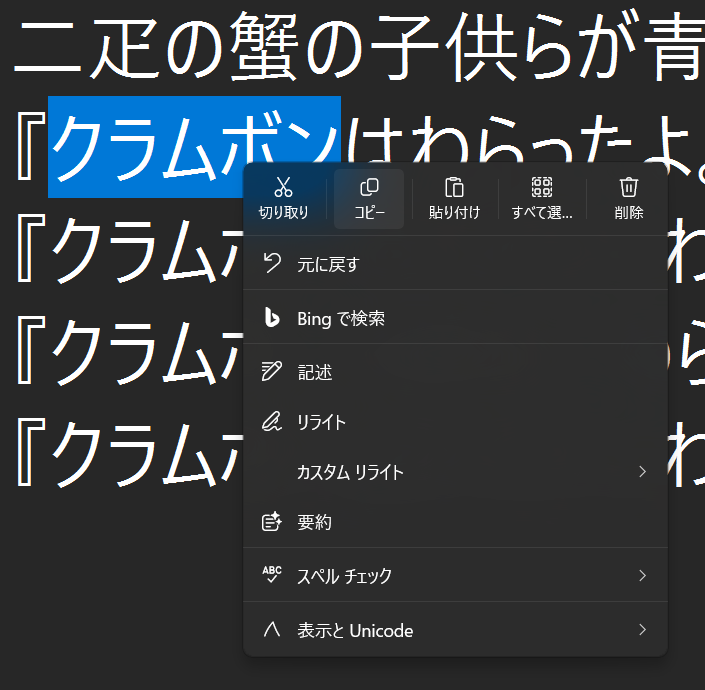 二疋の蟹の子供らが青
『クラムボンはわらったよ。
『クラムボ
わ
『クラムボ
ら
『クラムボ
わ
切り取り
コピー
貼り付け
すべて選...
削除
元に戻す
Bing で検索
記述
リライト
カスタム リライト
要約
ABC
スペル チェック
表示と Unicode